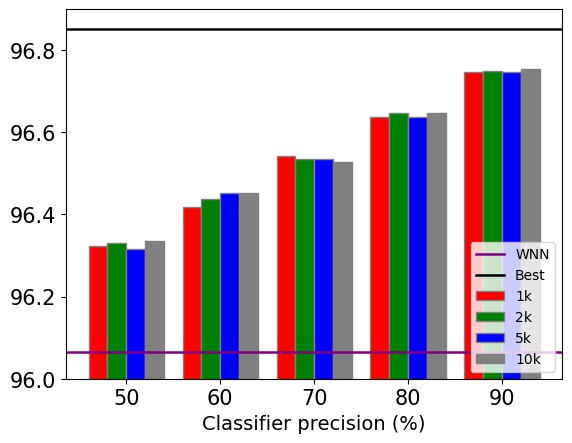 96.8
96.6
96.4
96.2
96.0
50 60 70 80 90
Classifier precision (%)
WNN
Best
1k
2k
5k
10k